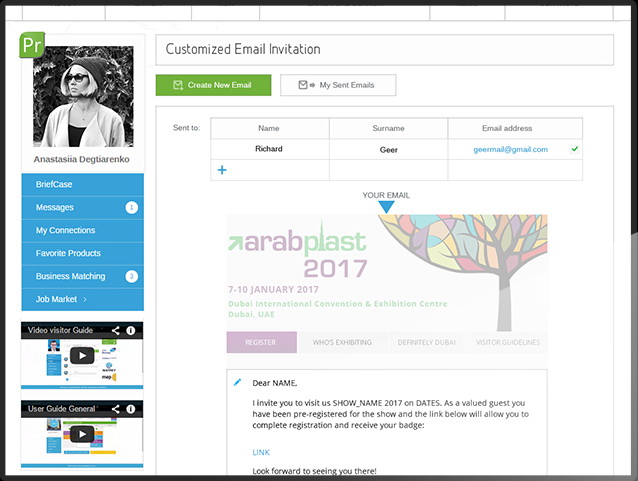 Pr
Customized Email Invitation
Create New Email
My Sent Emails
Anastasiia Degtiarenko
BriefCase
Messages 1
My Connections
Favorite Products
Business Matching 3
Job Market >
Video visitor Guide
User Guide General
Sent to:
Name Surname Email address
Richard Geer geermail@gmail.com
+
YOUR EMAIL
arabplast
2017
7-10 JANUARY 2017
Dubai International Convention & Exhibition Centre
Dubai, UAE
REGISTER WHO'S EXHIBITING DEFINITELY DUBAI VISITOR GUIDELINES
Dear NAME,
I invite you to visit us SHOW_NAME 2017 on DATES. As a valued guest you
have been pre-registered for the show and the link below will allow you to
complete registration and receive your badge:
LINK
Look forward to seeing you there!